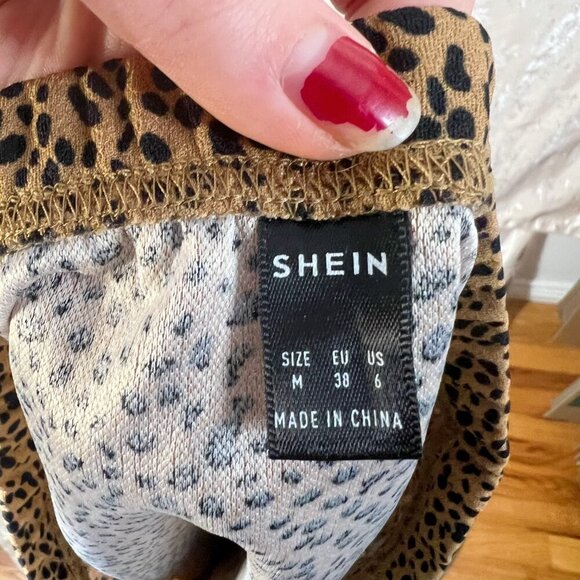 SHEIN
SIZE EU US
M 38 6
MADE IN CHINA